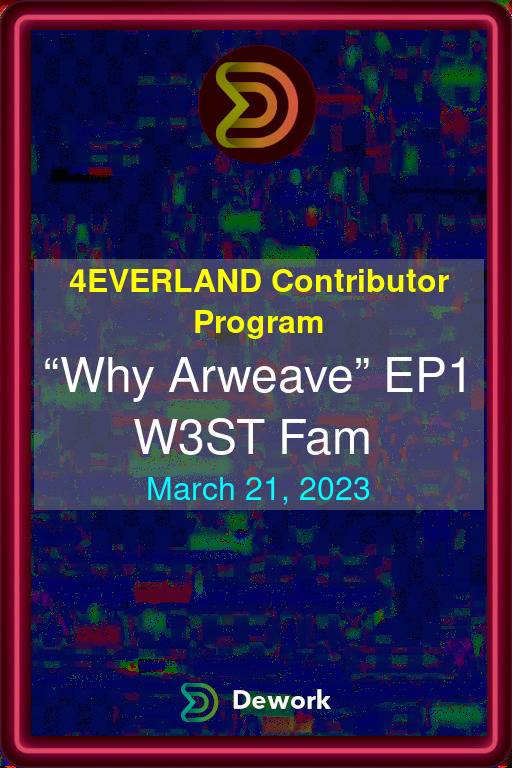 4EVERLAND Contributor
Program
“Why Arweave” EP1
W3ST Fam
March 21, 2023
Dework